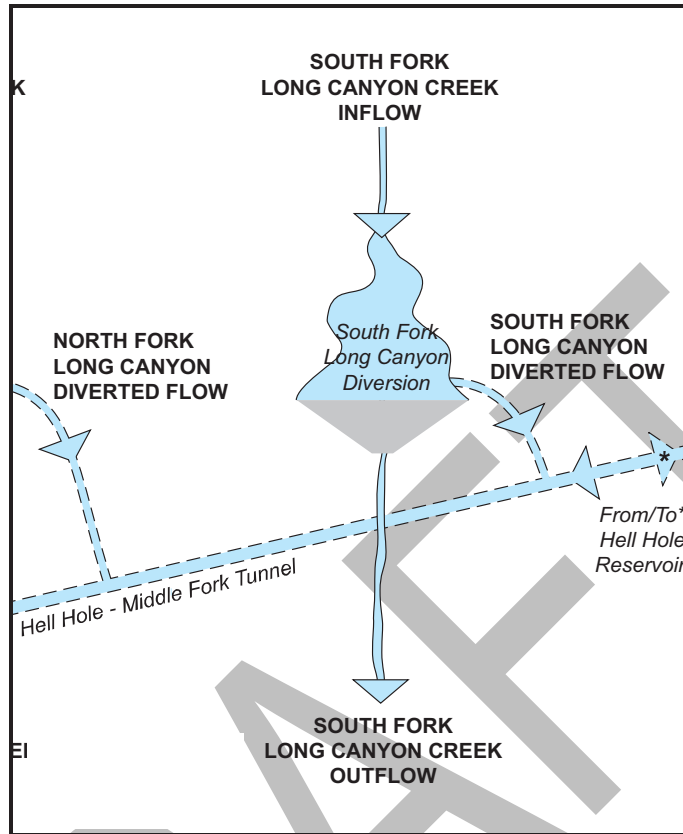 SOUTH FORK
LONG CANYON CREEK
INFLOW
K
South Fork
Long Canyon
Diversion
NORTH FORK
LONG CANYON
DIVERTED FLOW
SOUTH FORK
LONG CANYON
DIVERTED FLOW
*
From/To*
Hell Hole
Reservoir
Hell Hole - Middle Fork Tunnel
SOUTH FORK
LONG CANYON CREEK
OUTFLOW